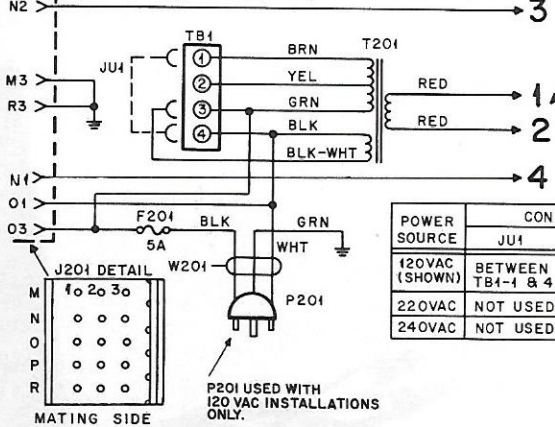 N2
3
TB1
T201
JU1
1
BRN
2
YEL
3
GRN
4
BLK
BLK-WHT
M3
R3
RED
1
RED
2
N1
4
O1
O3
F201
5A
BLK
GRN
WHT
W201
P201
J201 DETAIL
M 1 2 3
N
O
P
R
MATING SIDE
P201 USED WITH
120 VAC INSTALLATIONS
ONLY.
POWER SOURCE
CON
JU1
120VAC (SHOWN)
BETWEEN TB1-1 & 4
220VAC
NOT USED
240VAC
NOT USED